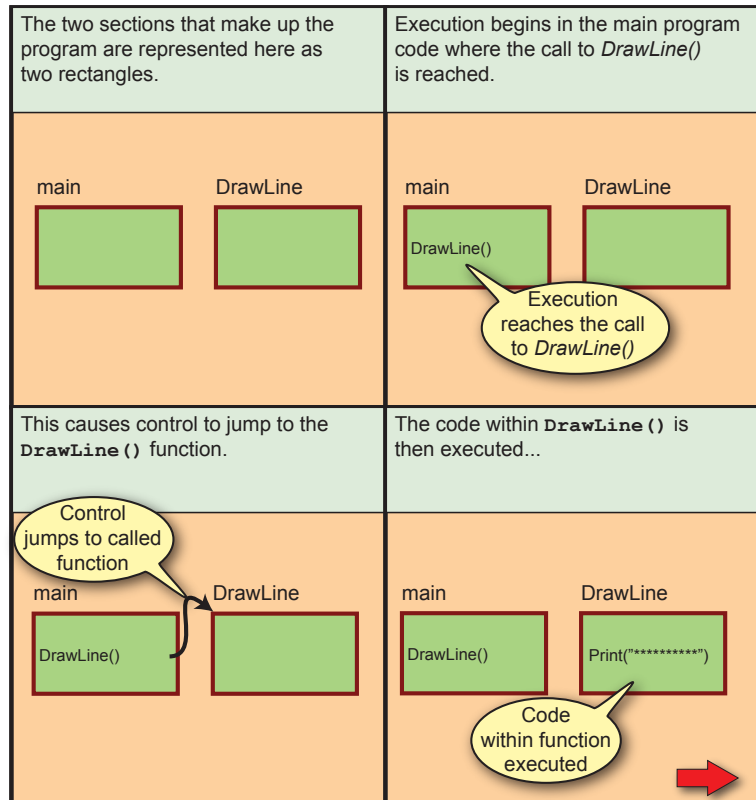 The two sections that make up the
program are represented here as
two rectangles.
main
DrawLine
Execution begins in the main program
code where the call to DrawLine()
is reached.
main
DrawLine
DrawLine()
Execution
reaches the call
to DrawLine()
This causes control to jump to the
DrawLine() function.
Control
jumps to called
function
main
DrawLine
DrawLine()
The code within DrawLine() is
then executed...
main
DrawLine
DrawLine()
Print("**********")
Code
within function
executed